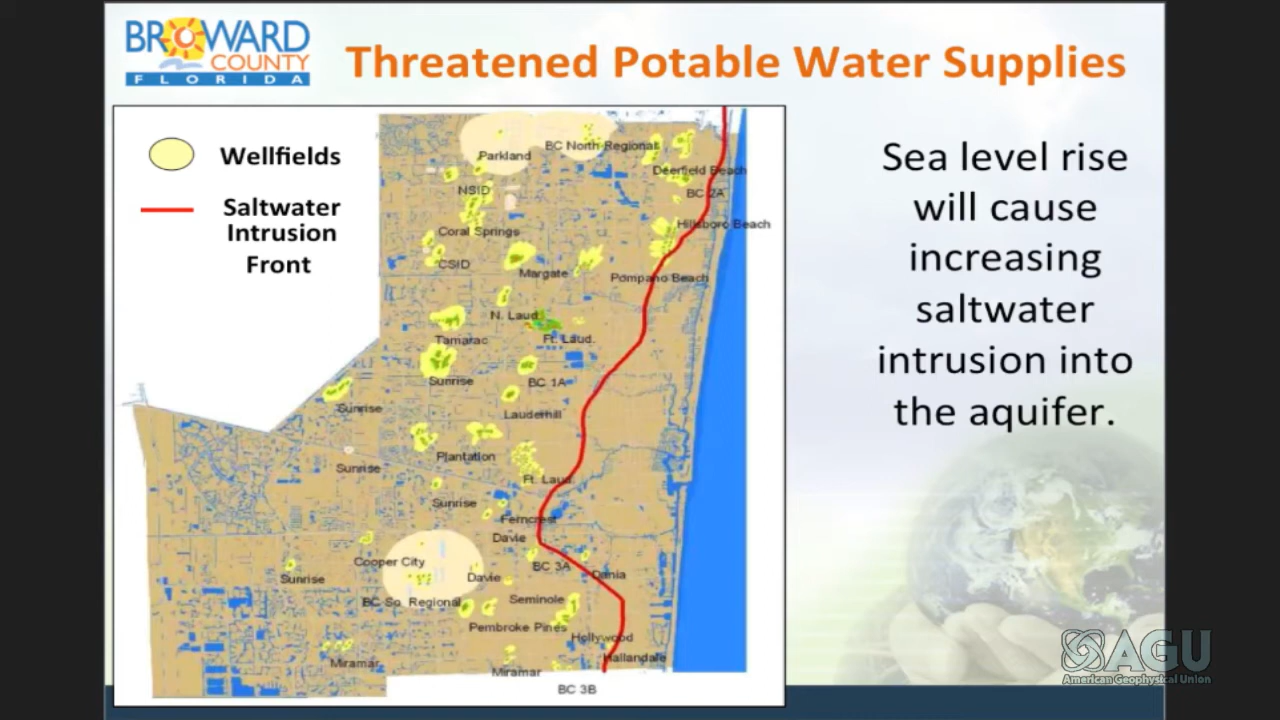 BROWARD
COUNTY
FLORIDA
Threatened Potable Water Supplies
Wellfields
Saltwater
Intrusion
Front
Parkland
BC North Regional
Deerfield Beach
NSID
BC 2A
Coral Springs
Hillsboro Beach
CSID
Margate
Pompano Beach
N. Laud.
Tamarac
Ft. Laud.
Sunrise
BC 1A
Sunrise
Lauderhill
Plantation
Sunrise
Ft. Laud.
Sunrise
Ferncrest
Davie
Cooper City
BC 3A
Sunrise
Davie
Dania
BC So. Regional
Seminole
Pembroke Pines
Hollywood
Miramar
Hallandale
Miramar
BC 3B
Sea level rise
will cause
increasing
saltwater
intrusion into
the aquifer.
AGU
American Geophysical Union